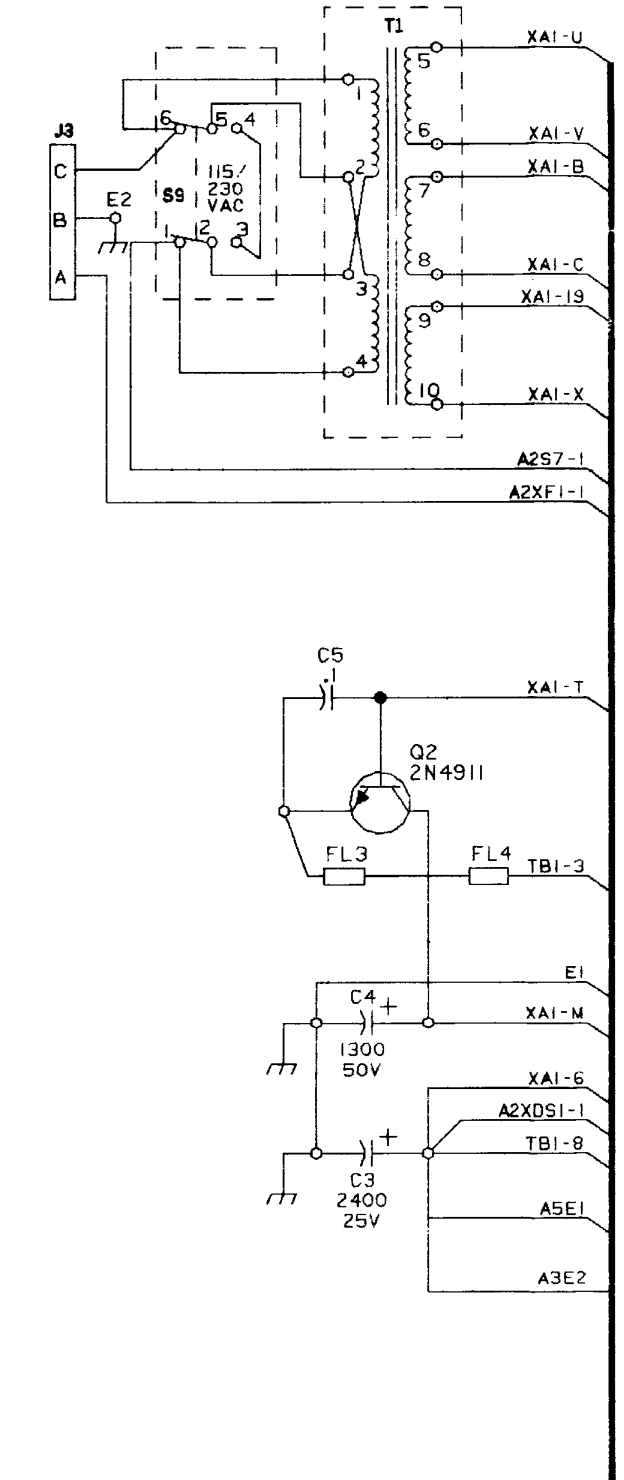 T1
XA1-U
5
1
6 5 4
J3
6
XA1-V
C
2
XA1-B
7
115/
230
VAC
S9
E2
B
1 2 3
8
XA1-C
A
3
XA1-19
9
4
10
XA1-X
A2S7-1
A2XF1-1
C5
.1
XA1-T
Q2
2N4911
FL3
FL4
TB1-3
E1
C4
+
XA1-M
1300
50V
XA1-6
A2XDS1-1
+
TB1-8
C3
2400
25V
A5E1
A3E2